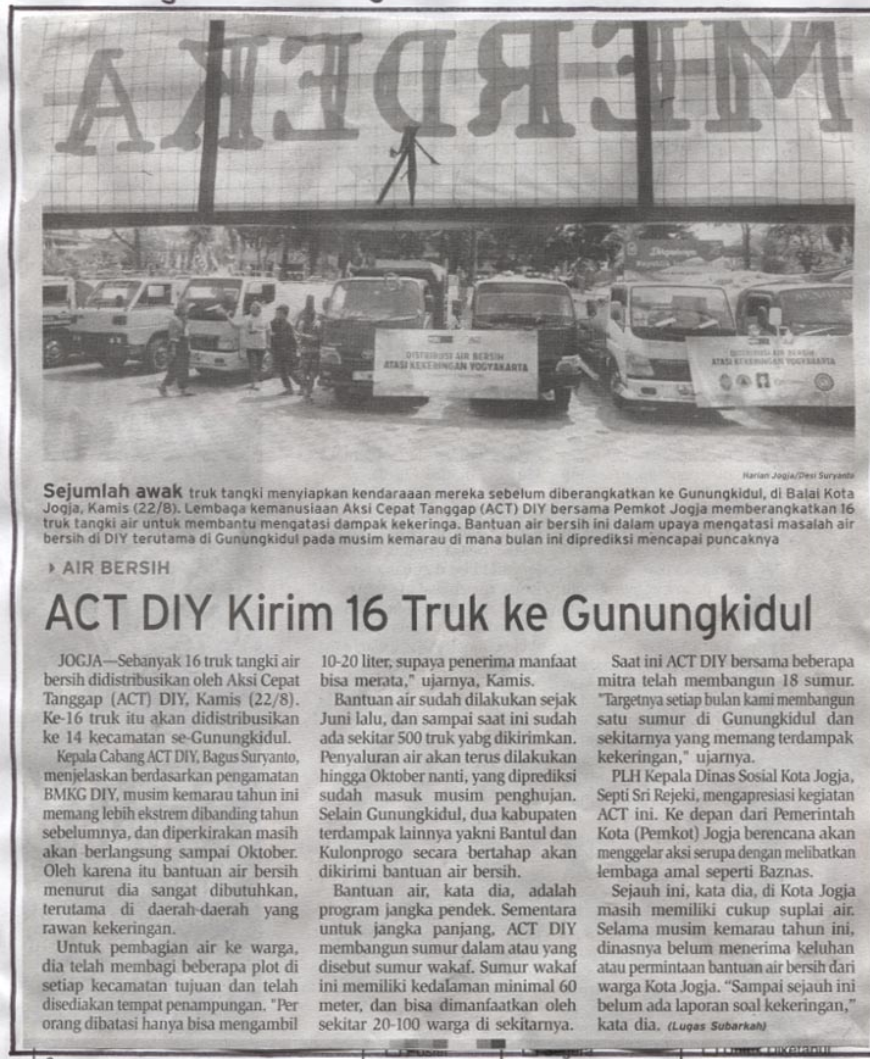 MERDEKA
DISTRIBUSI AIR BERSIH
ATASI KEKERINGAN YOGYAKARTA
DISTRIBUSI AIR BERSIH
ATASI KEKERINGAN YOGYAKARTA
Harian Jogja/Desi Suryanto
Sejumlah awak truk tangki menyiapkan kendaraaan mereka sebelum diberangkatkan ke Gunungkidul, di Balai Kota
Jogja, Kamis (22/8). Lembaga kemanusiaan Aksi Cepat Tanggap (ACT) DIY bersama Pemkot Jogja memberangkatkan 16
truk tangki air untuk membantu mengatasi dampak kekeringa. Bantuan air bersih ini dalam upaya mengatasi masalah air
bersih di DIY terutama di Gunungkidul pada musim kemarau di mana bulan ini diprediksi mencapai puncaknya
AIR BERSIH
ACT DIY Kirim 16 Truk ke Gunungkidul
JOGJA—Sebanyak 16 truk tangki air
bersih didistribusikan oleh Aksi Cepat
Tanggap (ACT) DIY, Kamis (22/8).
Ke-16 truk itu akan didistribusikan
ke 14 kecamatan se-Gunungkidul.
Kepala Cabang ACT DIY, Bagus Suryanto,
menjelaskan berdasarkan pengamatan
BMKG DIY, musim kemarau tahun ini
memang lebih ekstrem dibanding tahun
sebelumnya, dan diperkirakan masih
akan berlangsung sampai Oktober.
Oleh karena itu bantuan air bersih
menurut dia sangat dibutuhkan,
terutama di daerah-daerah yang
rawan kekeringan.
Untuk pembagian air ke warga,
dia telah membagi beberapa plot di
setiap kecamatan tujuan dan telah
disediakan tempat penampungan. "Per
orang dibatasi hanya bisa mengambil
10-20 liter, supaya penerima manfaat
bisa merata," ujarnya, Kamis.
Bantuan air sudah dilakukan sejak
Juni lalu, dan sampai saat ini sudah
ada sekitar 500 truk yabg dikirimkan.
Penyaluran air akan terus dilakukan
hingga Oktober nanti, yang diprediksi
sudah masuk musim penghujan.
Selain Gunungkidul, dua kabupaten
terdampak lainnya yakni Bantul dan
Kulonprogo secara bertahap akan
dikirimi bantuan air bersih.
Bantuan air, kata dia, adalah
program jangka pendek. Sementara
untuk jangka panjang, ACT DIY
membangun sumur dalam atau yang
disebut sumur wakaf. Sumur wakaf
ini memiliki kedalaman minimal 60
meter, dan bisa dimanfaatkan oleh
sekitar 20-100 warga di sekitarnya.
Saat ini ACT DIY bersama beberapa
mitra telah membangun 18 sumur.
"Targetnya setiap bulan kami membangun
satu sumur di Gunungkidul dan
sekitarnya yang memang terdampak
kekeringan," ujarnya.
PLH Kepala Dinas Sosial Kota Jogja,
Septi Sri Rejeki, mengapresiasi kegiatan
ACT ini. Ke depan dari Pemerintah
Kota (Pemkot) Jogja berencana akan
menggelar aksi serupa dengan melibatkan
lembaga amal seperti Baznas.
Sejauh ini, kata dia, di Kota Jogja
masih memiliki cukup suplai air.
Selama musim kemarau tahun ini,
dinasnya belum menerima keluhan
atau permintaan bantuan air bersih dari
warga Kota Jogja. "Sampai sejauh ini
belum ada laporan soal kekeringan,"
kata dia. (Lugas Subarkah)